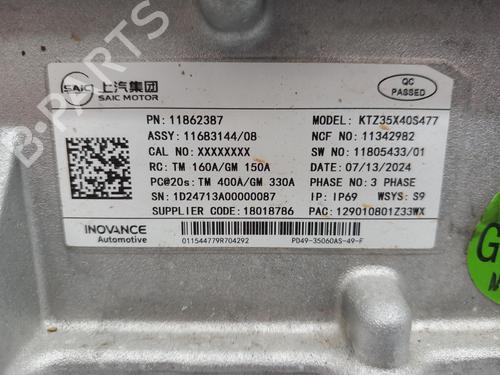 SAIC 上汽集团
SAIC MOTOR
QC
PASSED
PN: 11862387
MODEL: KTZ35X40S477
ASSY: 11683144/08
NCF NO: 11342982
CAL NO: XXXXXXXX
SW NO: 11805433/01
RC: TM 160A/GM 150A
DATE: 07/13/2024
PC@20s: TM 400A/GM 330A
PHASE NO: 3 PHASE
SN: 1D24713A00000087
IP: IP69 WSYS: S9
SUPPLIER CODE: 18018786
PAC: 129010801Z33WX
INOVANCE
Automotive
011544779R704292
PD49-35060AS-49-F
B-PARTS